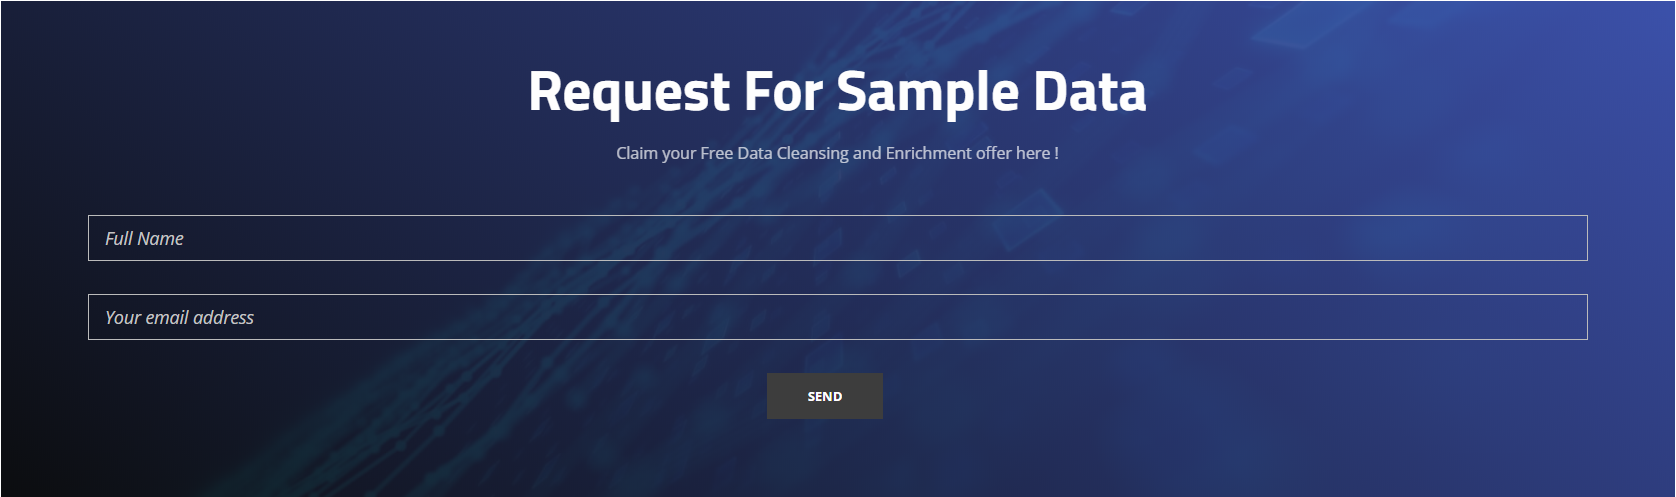 Request For Sample Data
Claim your Free Data Cleansing and Enrichment offer here !
Full Name
Your email address
SEND